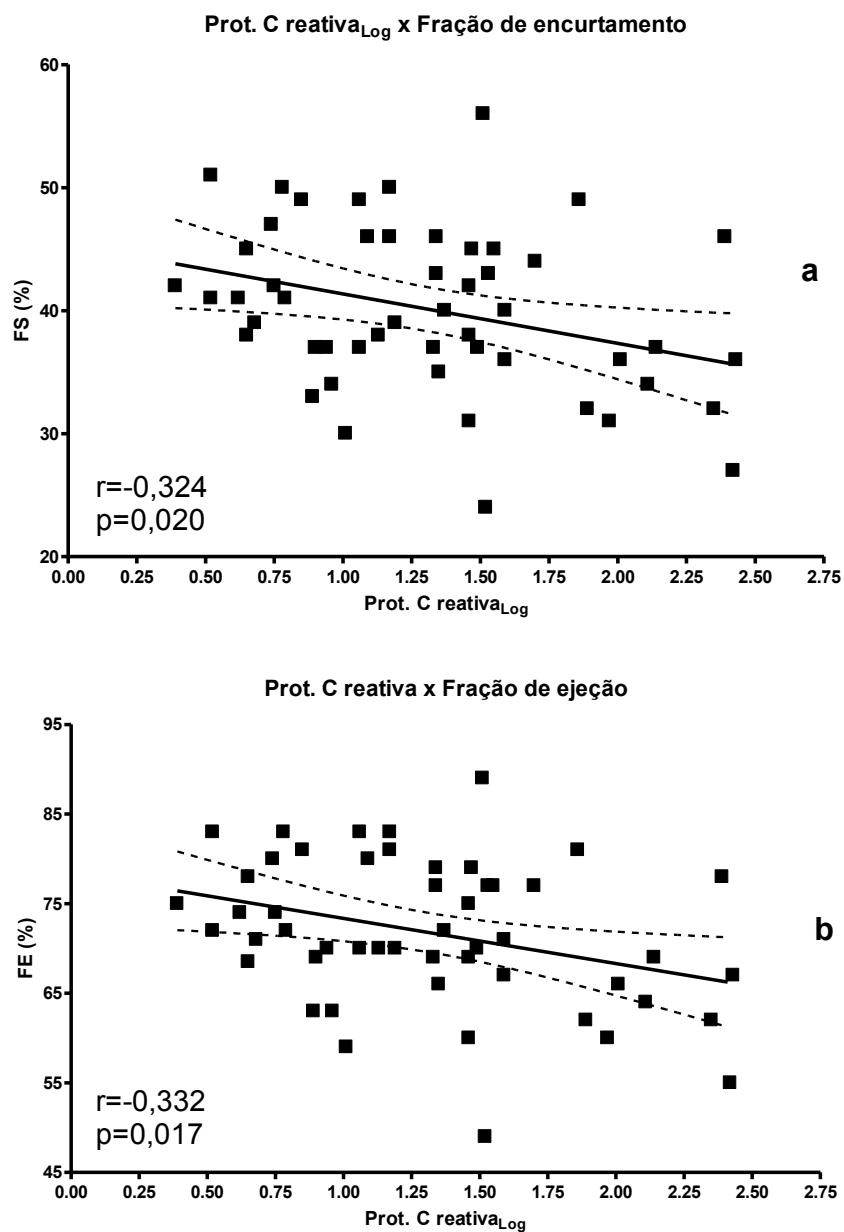 Prot. C reativaLog x Fração de encurtamento
60
50
40
30
20
FS (%)
a
r=-0,324
p=0,020
0.00 0.25 0.50 0.75 1.00 1.25 1.50 1.75 2.00 2.25 2.50 2.75
Prot. C reativaLog
Prot. C reativa x Fração de ejeção
95
85
75
65
55
45
FE (%)
b
r=-0,332
p=0,017
0.00 0.25 0.50 0.75 1.00 1.25 1.50 1.75 2.00 2.25 2.50 2.75
Prot. C reativaLog